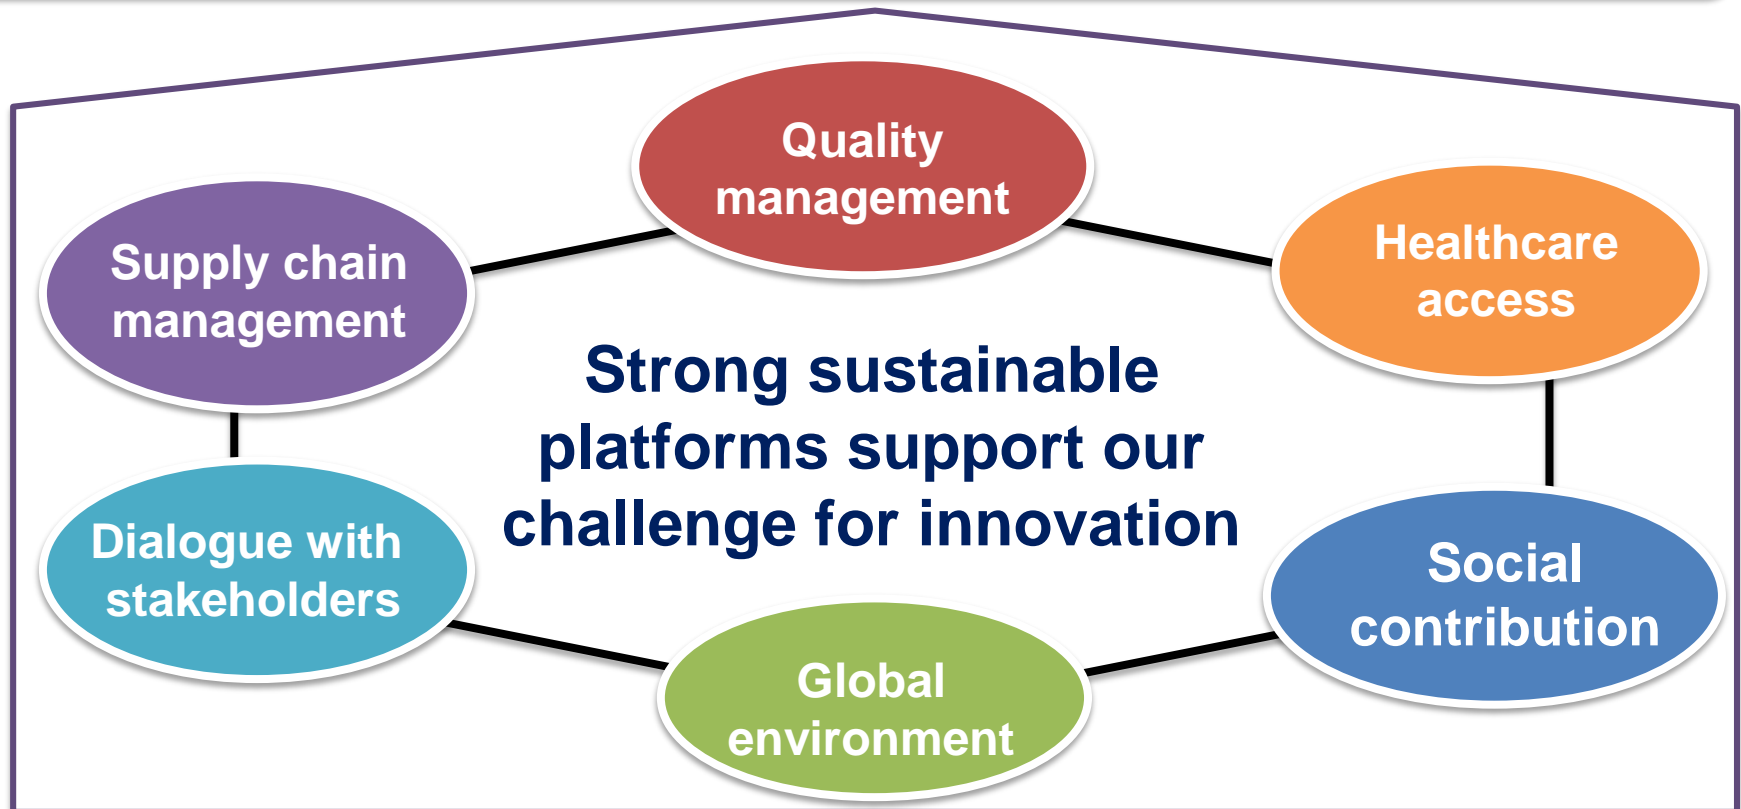 Quality
management
Supply chain
management
Healthcare
access
Strong sustainable
platforms support our
challenge for innovation
Dialogue with
stakeholders
Social
contribution
Global
environment